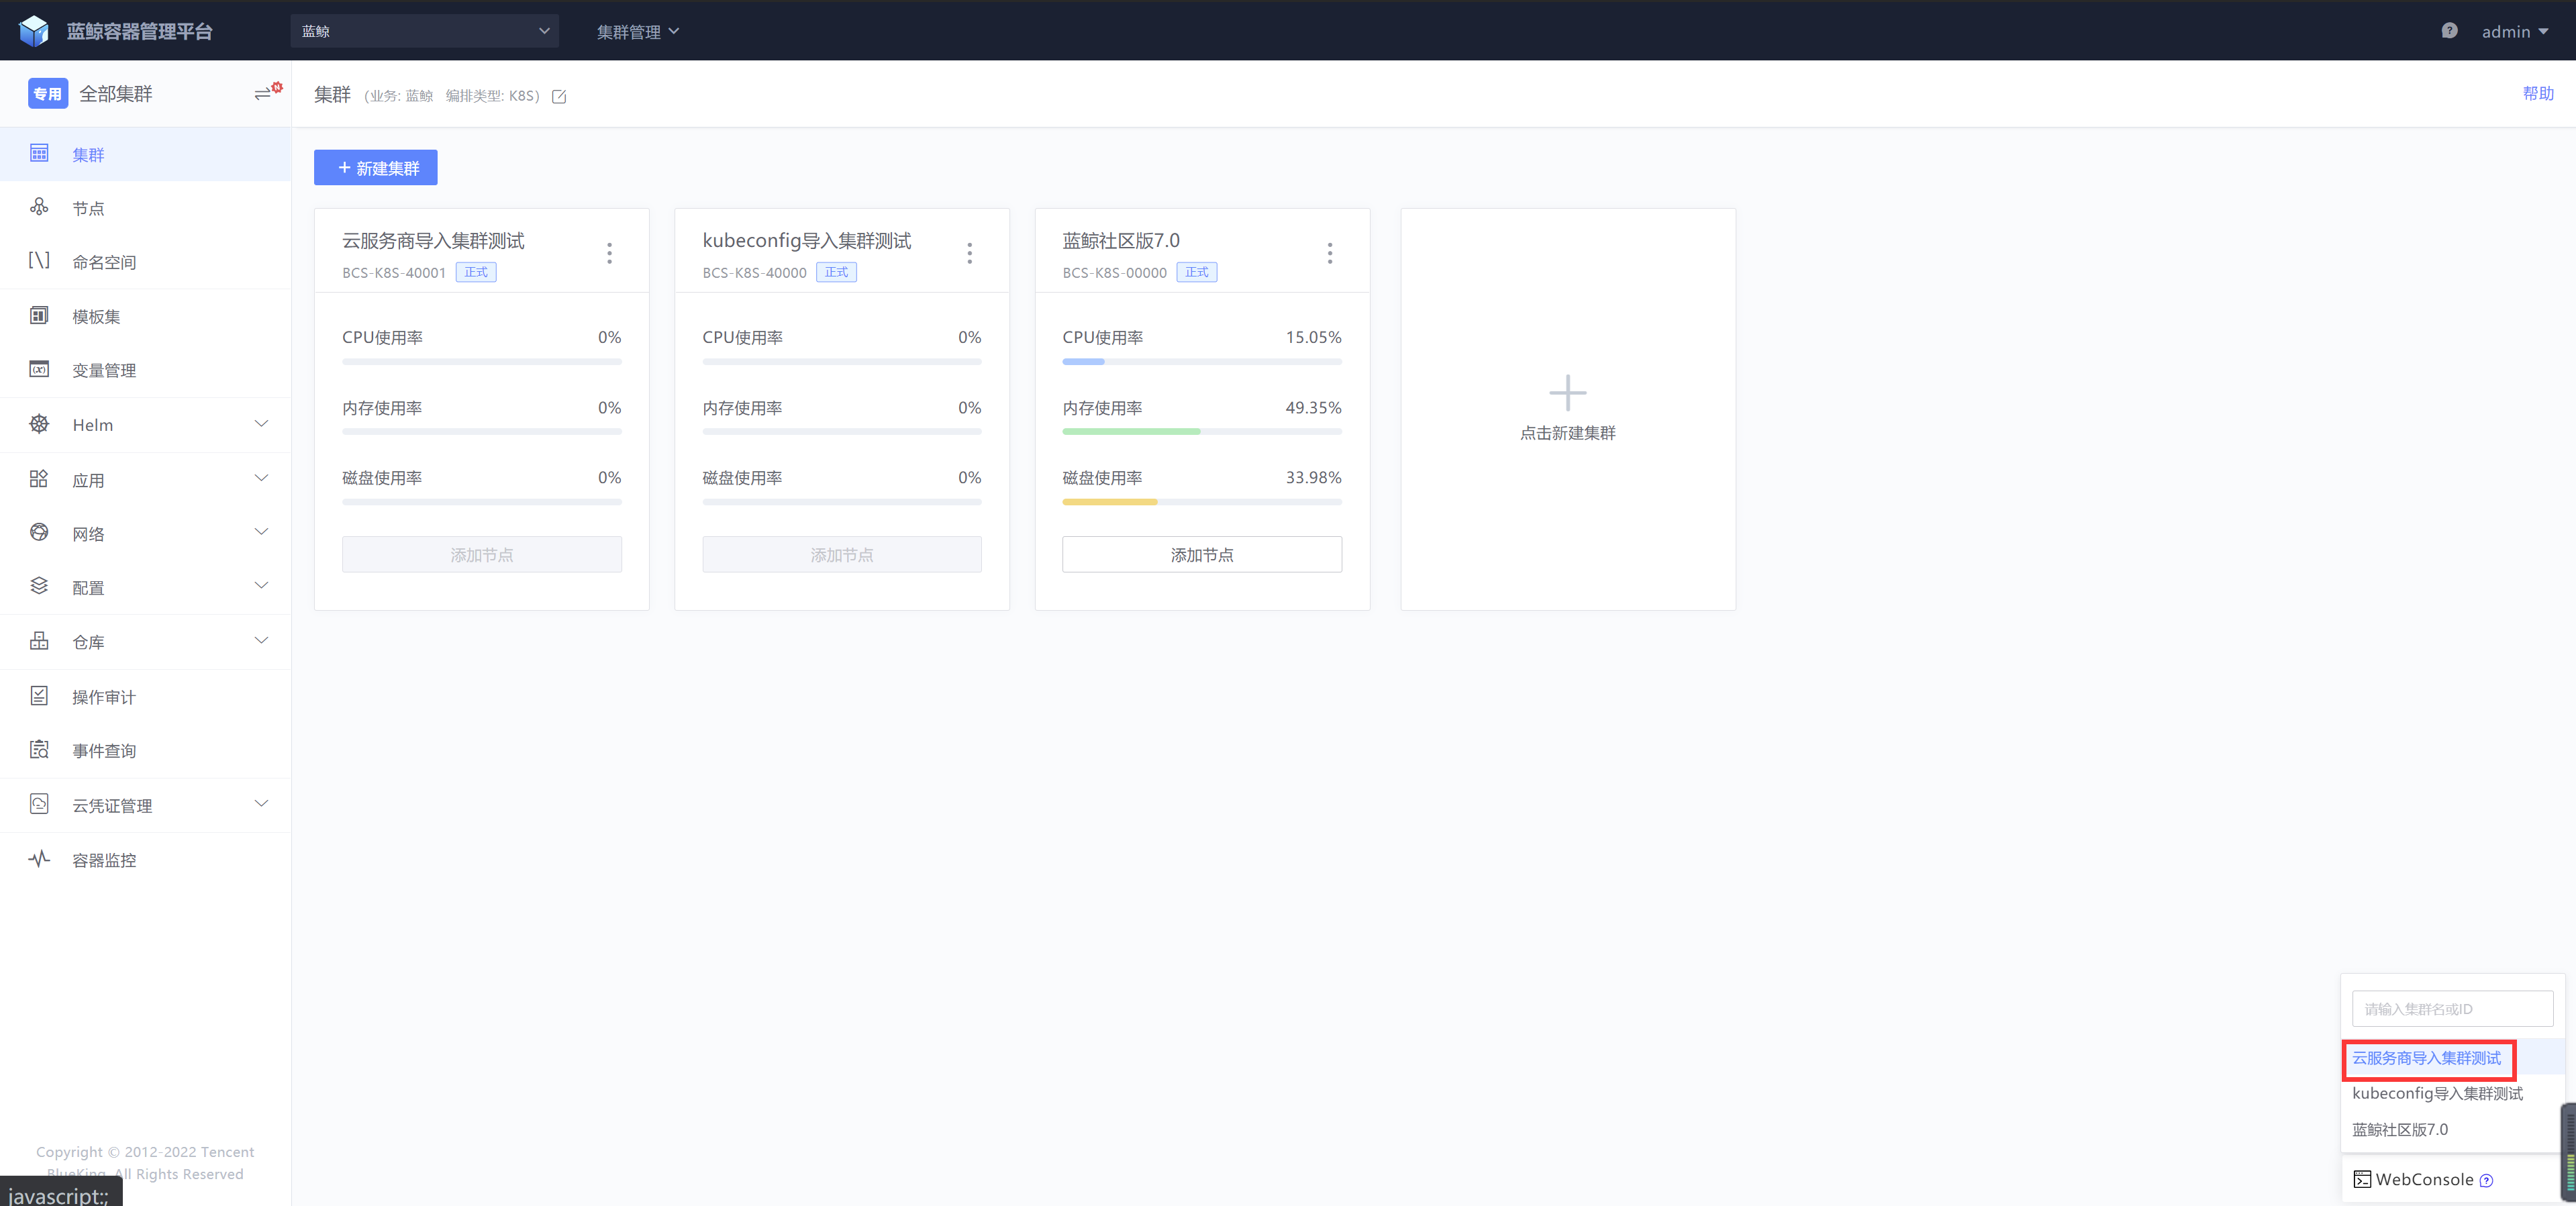 蓝鲸容器管理平台
蓝鲸
集群管理
admin
专用 全部集群
集群
节点
命名空间
模板集
变量管理
Helm
应用
网络
配置
仓库
操作审计
事件查询
云凭证管理
容器监控
Copyright © 2012-2022 Tencent
BlueKing. All Rights Reserved
javascript:;
集群 (业务: 蓝鲸 编排类型: K8S)
帮助
+ 新建集群
云服务商导入集群测试
BCS-K8S-40001 正式
CPU使用率 0%
内存使用率 0%
磁盘使用率 0%
添加节点
kubeconfig导入集群测试
BCS-K8S-40000 正式
CPU使用率 0%
内存使用率 0%
磁盘使用率 0%
添加节点
蓝鲸社区版7.0
BCS-K8S-00000 正式
CPU使用率 15.05%
内存使用率 49.35%
磁盘使用率 33.98%
添加节点
点击新建集群
请输入集群名或ID
云服务商导入集群测试
kubeconfig导入集群测试
蓝鲸社区版7.0
WebConsole